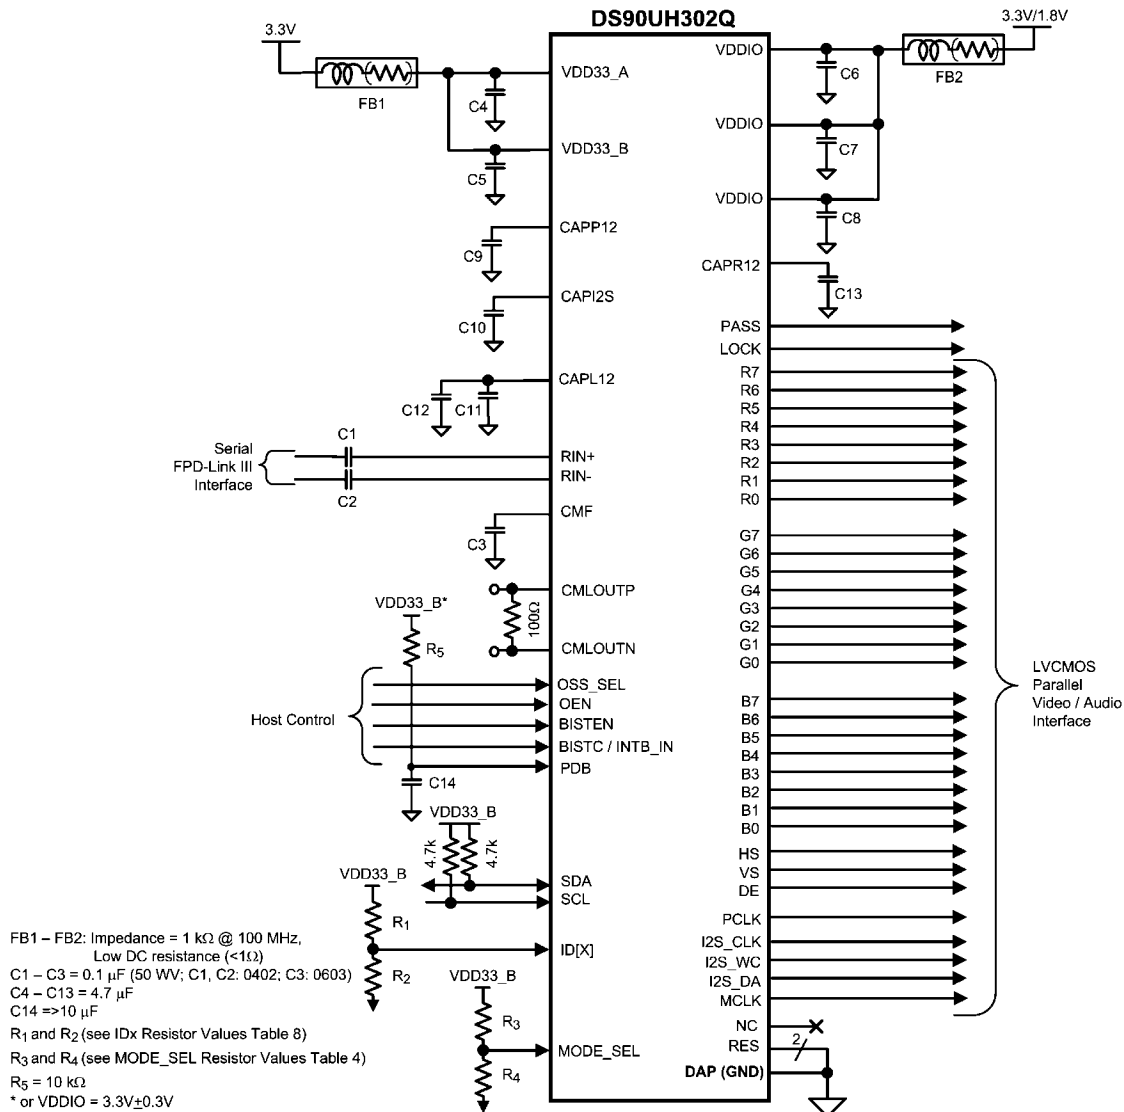 DS90UH302Q
3.3V
FB1
VDD33_A
C4
VDD33_B
C5
CAPP12
C9
CAPI2S
C10
CAPL12
C12
C11
Serial
FPD-Link III
Interface
C1
C2
RIN+
RIN-
CMF
C3
CMLOUTP
100Ω
CMLOUTN
VDD33_B*
R5
Host Control
OSS_SEL
OEN
BISTEN
BISTC / INTB_IN
PDB
C14
VDD33_B
4.7k
4.7k
SDA
SCL
VDD33_B
R1
ID[X]
R2
VDD33_B
R3
MODE_SEL
R4
3.3V/1.8V
FB2
VDDIO
C6
VDDIO
C7
VDDIO
C8
CAPR12
C13
PASS
LOCK
R7
R6
R5
R4
R3
R2
R1
R0
G7
G6
G5
G4
G3
G2
G1
G0
B7
B6
B5
B4
B3
B2
B1
B0
HS
VS
DE
PCLK
I2S_CLK
I2S_WC
I2S_DA
MCLK
LVCMOS
Parallel
Video / Audio
Interface
NC
RES
2
DAP (GND)
FB1 – FB2: Impedance = 1 kΩ @ 100 MHz,
Low DC resistance (<1Ω)
C1 – C3 = 0.1 µF (50 WV; C1, C2: 0402; C3: 0603)
C4 – C13 = 4.7 µF
C14 =>10 µF
R1 and R2 (see IDx Resistor Values Table 8)
R3 and R4 (see MODE_SEL Resistor Values Table 4)
R5 = 10 kΩ
* or VDDIO = 3.3V±0.3V